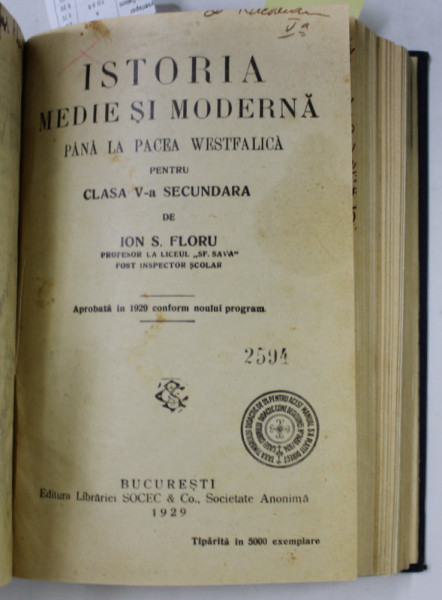 ISTORIA
MEDIE ȘI MODERNĂ
PÂNĂ LA PACEA WESTFALICĂ
PENTRU
CLASA V-a SECUNDARA
DE
ION S. FLORU
PROFESOR LA LICEUL „SF. SAVA"
FOST INSPECTOR ȘCOLAR
Aprobată in 1929 conform noului program.
2594
BUCUREȘTI
Editura Librăriei SOCEC & Co., Societate Anonimă
1929
Tipărită in 5000 exemplare